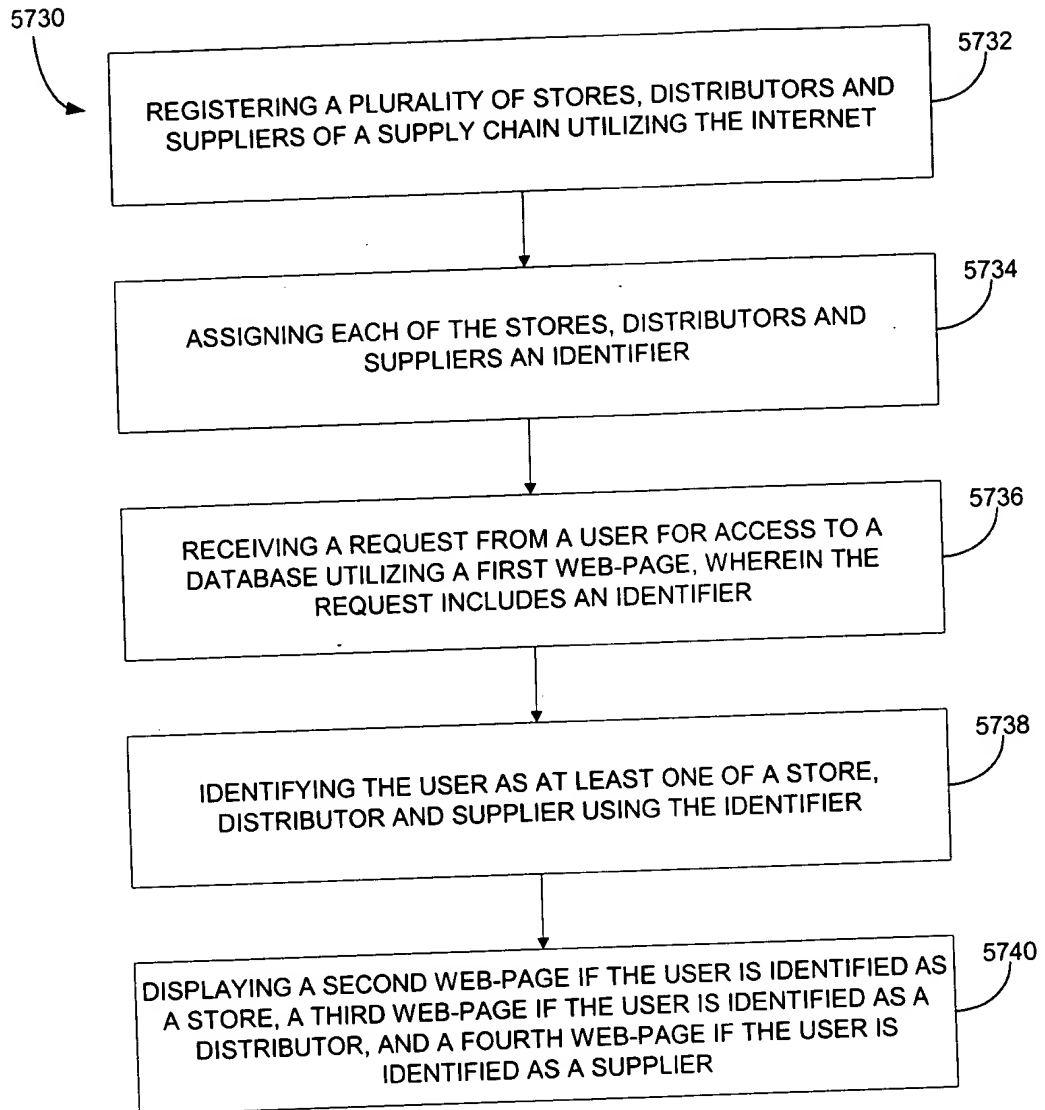 5730
5732
REGISTERING A PLURALITY OF STORES, DISTRIBUTORS AND
SUPPLIERS OF A SUPPLY CHAIN UTILIZING THE INTERNET
5734
ASSIGNING EACH OF THE STORES, DISTRIBUTORS AND
SUPPLIERS AN IDENTIFIER
5736
RECEIVING A REQUEST FROM A USER FOR ACCESS TO A
DATABASE UTILIZING A FIRST WEB-PAGE, WHEREIN THE
REQUEST INCLUDES AN IDENTIFIER
5738
IDENTIFYING THE USER AS AT LEAST ONE OF A STORE,
DISTRIBUTOR AND SUPPLIER USING THE IDENTIFIER
5740
DISPLAYING A SECOND WEB-PAGE IF THE USER IS IDENTIFIED AS
A STORE, A THIRD WEB-PAGE IF THE USER IS IDENTIFIED AS A
DISTRIBUTOR, AND A FOURTH WEB-PAGE IF THE USER IS
IDENTIFIED AS A SUPPLIER